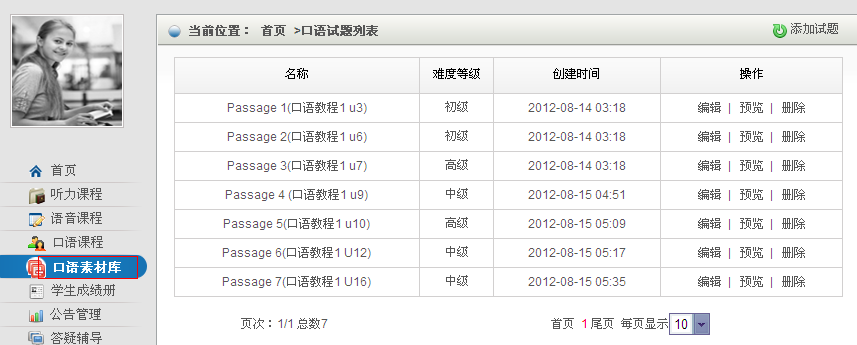 当前位置： 首页 >口语试题列表
添加试题
首页
听力课程
语音课程
口语课程
口语素材库
学生成绩册
公告管理
答疑辅导
名称 难度等级 创建时间 操作
Passage 1(口语教程1 u3) 初级 2012-08-14 03:18 编辑 | 预览 | 删除
Passage 2(口语教程1 u6) 初级 2012-08-14 03:18 编辑 | 预览 | 删除
Passage 3(口语教程1 u7) 高级 2012-08-14 03:18 编辑 | 预览 | 删除
Passage 4 (口语教程1 u9) 中级 2012-08-15 04:51 编辑 | 预览 | 删除
Passage 5(口语教程1 u10) 高级 2012-08-15 05:09 编辑 | 预览 | 删除
Passage 6(口语教程1 U12) 中级 2012-08-15 05:17 编辑 | 预览 | 删除
Passage 7(口语教程1 U16) 中级 2012-08-15 05:35 编辑 | 预览 | 删除
页次：1/1 总数7 首页 1 尾页 每页显示 10